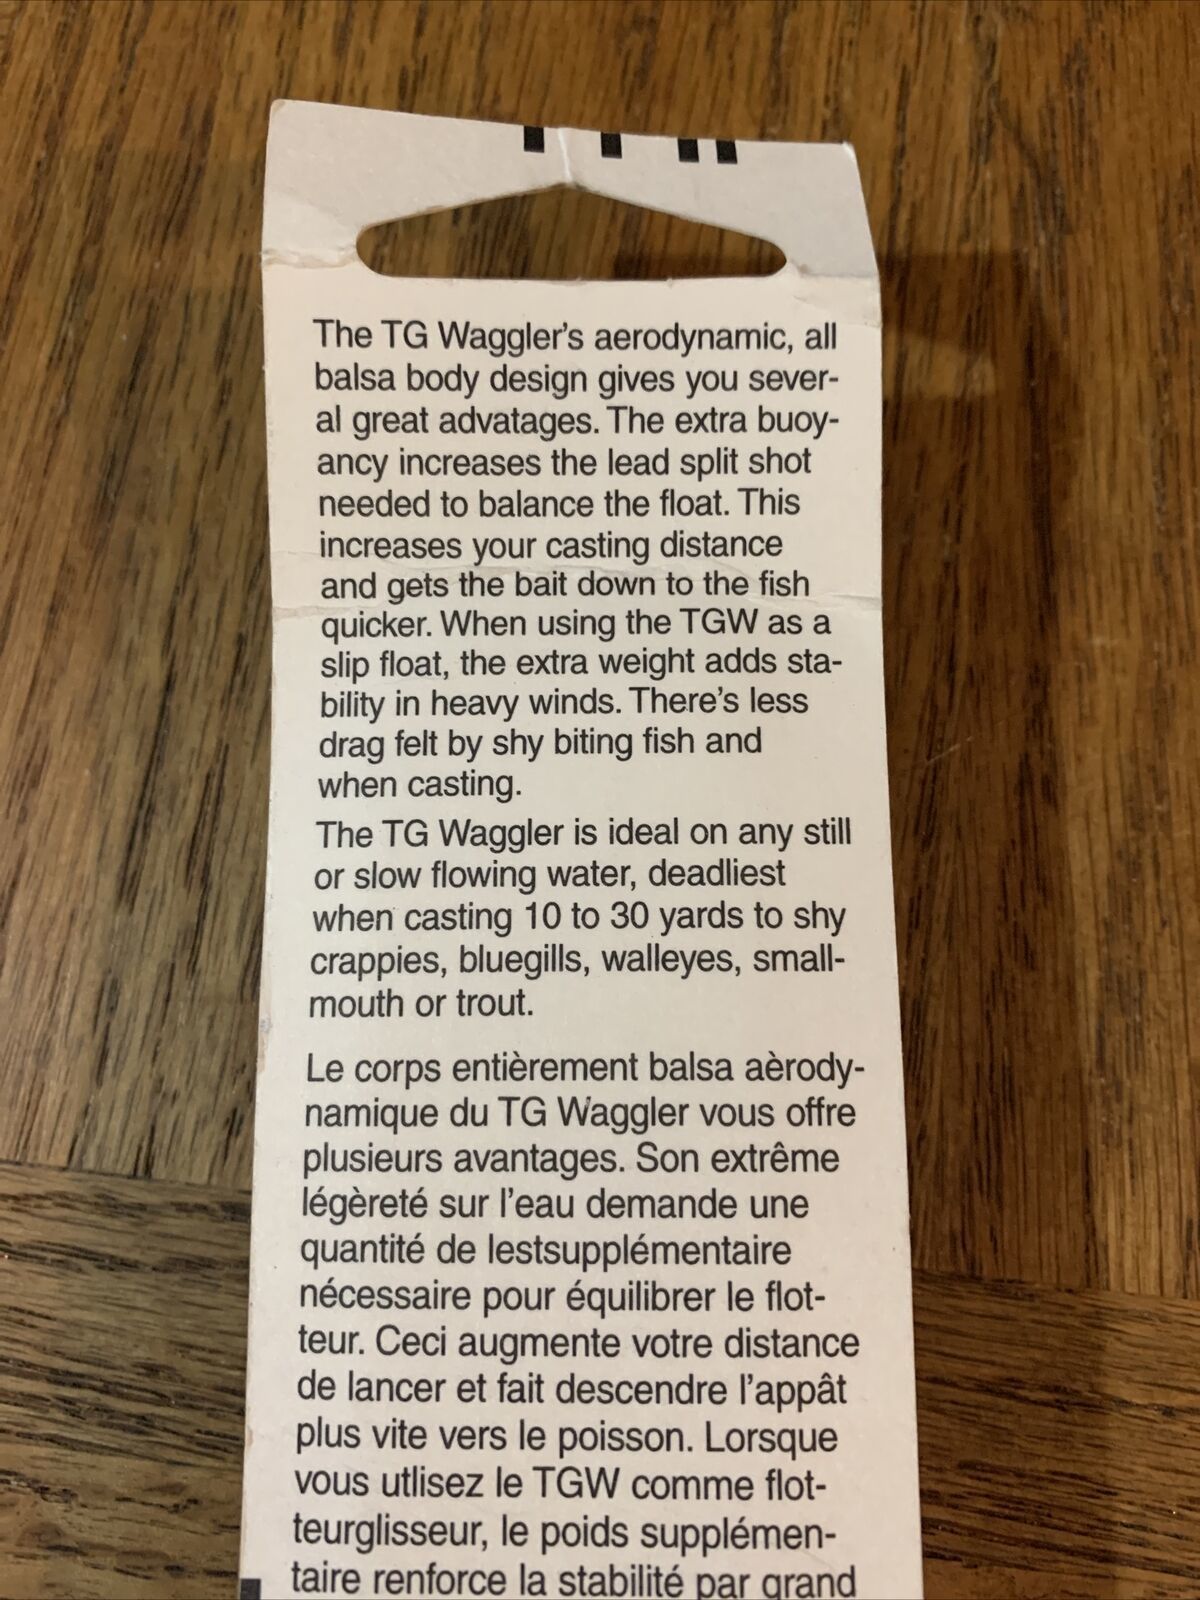 The TG Waggler's aerodynamic, all
balsa body design gives you sever-
al great advatages. The extra buoy-
ancy increases the lead split shot
needed to balance the float. This
increases your casting distance
and gets the bait down to the fish
quicker. When using the TGW as a
slip float, the extra weight adds sta-
bility in heavy winds. There's less
drag felt by shy biting fish and
when casting.
The TG Waggler is ideal on any still
or slow flowing water, deadliest
when casting 10 to 30 yards to shy
crappies, bluegills, walleyes, small-
mouth or trout.
Le corps entièrement balsa aèrody-
namique du TG Waggler vous offre
plusieurs avantages. Son extrême
légèreté sur l'eau demande une
quantité de lestsupplémentaire
nécessaire pour équilibrer le flot-
teur. Ceci augmente votre distance
de lancer et fait descendre l'appât
plus vite vers le poisson. Lorsque
vous utlisez le TGW comme flot-
teurglisseur, le poids supplémen-
taire renforce la stabilité par grand